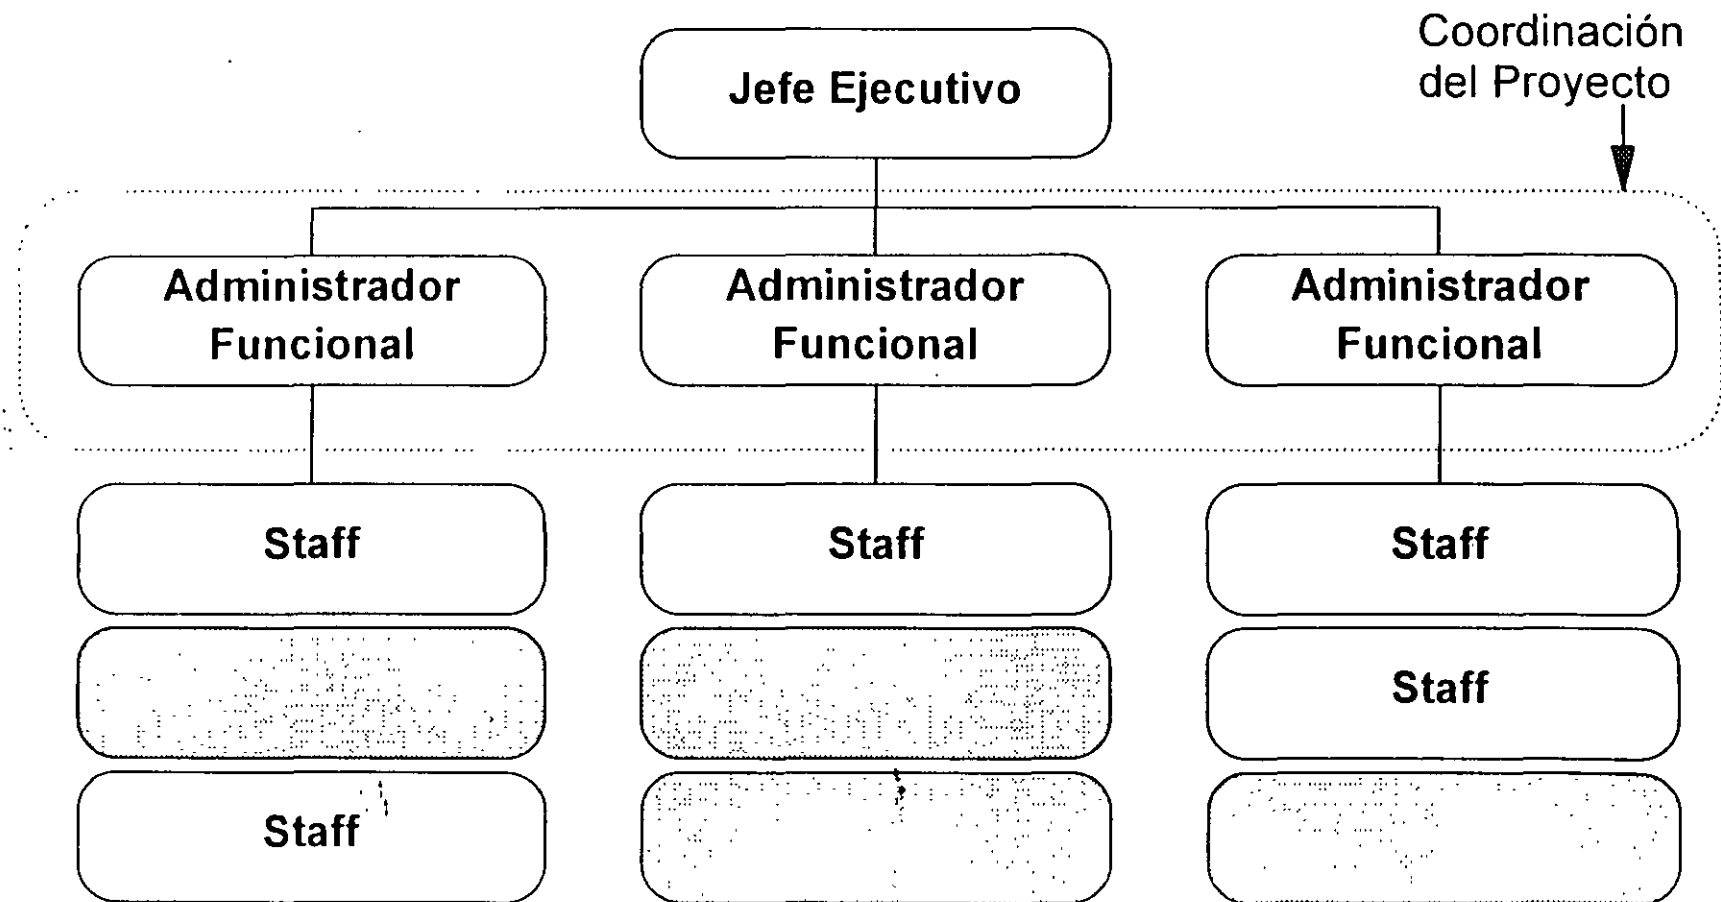 Coordinación
del Proyecto
Jefe Ejecutivo
Administrador
Funcional
Administrador
Funcional
Administrador
Funcional
Staff
Staff
Staff
Staff
Staff